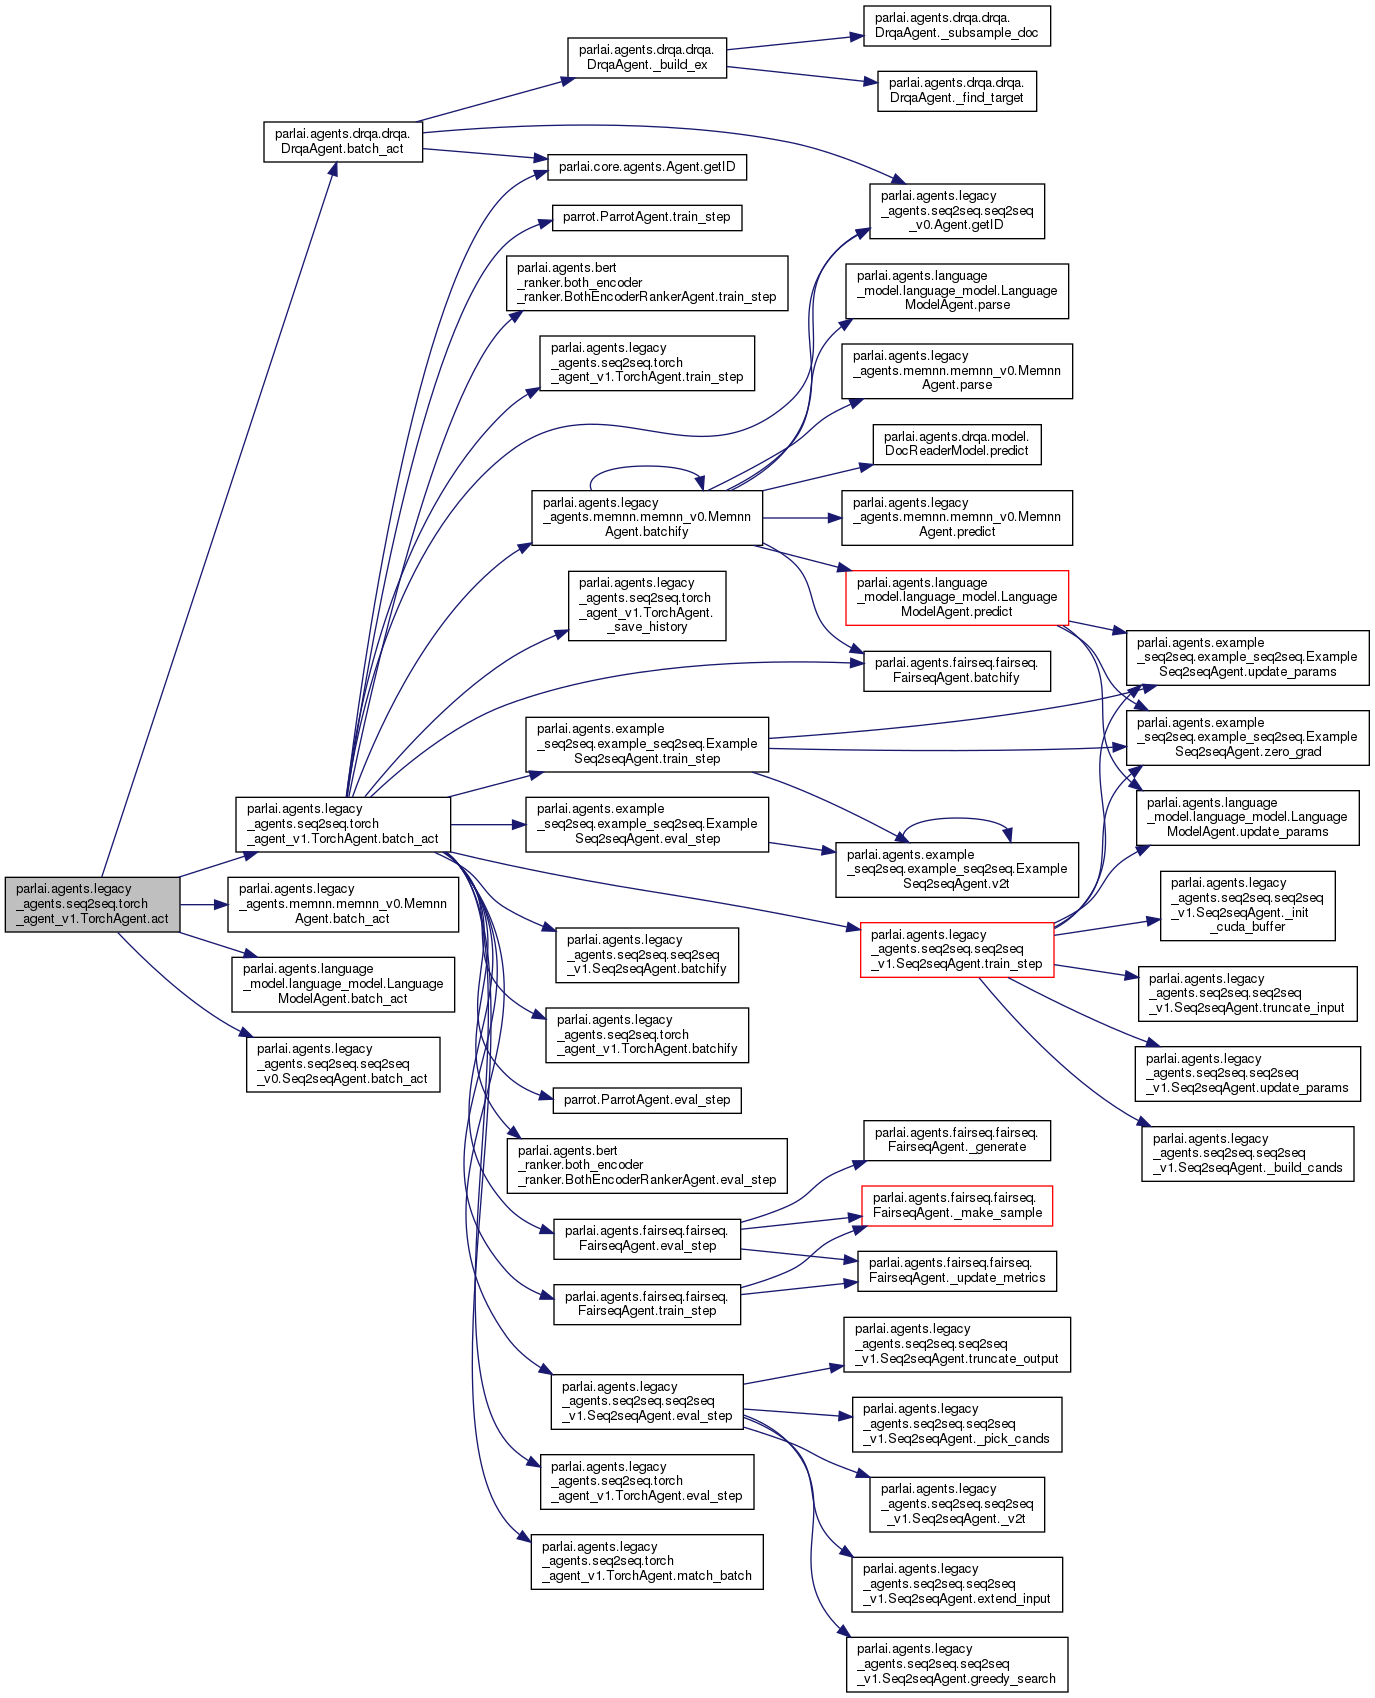 parlai.agents.drqa.drqa.
DrqaAgent._subsample_doc
parlai.agents.drqa.drqa.
DrqaAgent._build_ex
parlai.agents.drqa.drqa.
DrqaAgent._find_target
parlai.agents.drqa.drqa.
DrqaAgent.batch_act
parlai.core.agents.Agent.getID
parlai.agents.legacy
_agents.seq2seq.seq2seq
_v0.Agent.getID
parrot.ParrotAgent.train_step
parlai.agents.bert
_ranker.both_encoder
_ranker.BothEncoderRankerAgent.train_step
parlai.agents.language
_model.language_model.Language
ModelAgent.parse
parlai.agents.legacy
_agents.seq2seq.torch
_agent_v1.TorchAgent.train_step
parlai.agents.legacy
_agents.memnn.memnn_v0.Memnn
Agent.parse
parlai.agents.drqa.model.
DocReaderModel.predict
parlai.agents.legacy
_agents.memnn.memnn_v0.Memnn
Agent.batchify
parlai.agents.legacy
_agents.memnn.memnn_v0.Memnn
Agent.predict
parlai.agents.legacy
_agents.seq2seq.torch
_agent_v1.TorchAgent.
_save_history
parlai.agents.language
_model.language_model.Language
ModelAgent.predict
parlai.agents.fairseq.fairseq.
FairseqAgent.batchify
parlai.agents.example
_seq2seq.example_seq2seq.Example
Seq2seqAgent.update_params
parlai.agents.example
_seq2seq.example_seq2seq.Example
Seq2seqAgent.train_step
parlai.agents.example
_seq2seq.example_seq2seq.Example
Seq2seqAgent.zero_grad
parlai.agents.legacy
_agents.seq2seq.torch
_agent_v1.TorchAgent.batch_act
parlai.agents.example
_seq2seq.example_seq2seq.Example
Seq2seqAgent.eval_step
parlai.agents.language
_model.language_model.Language
ModelAgent.update_params
parlai.agents.example
_seq2seq.example_seq2seq.Example
Seq2seqAgent.v2t
parlai.agents.legacy
_agents.seq2seq.torch
_agent_v1.TorchAgent.act
parlai.agents.legacy
_agents.memnn.memnn_v0.Memnn
Agent.batch_act
parlai.agents.legacy
_agents.seq2seq.seq2seq
_v1.Seq2seqAgent._init
_cuda_buffer
parlai.agents.legacy
_agents.seq2seq.seq2seq
_v1.Seq2seqAgent.train_step
parlai.agents.legacy
_agents.seq2seq.seq2seq
_v1.Seq2seqAgent.batchify
parlai.agents.language
_model.language_model.Language
ModelAgent.batch_act
parlai.agents.legacy
_agents.seq2seq.seq2seq
_v1.Seq2seqAgent.truncate_input
parlai.agents.legacy
_agents.seq2seq.torch
_agent_v1.TorchAgent.batchify
parlai.agents.legacy
_agents.seq2seq.seq2seq
_v0.Seq2seqAgent.batch_act
parlai.agents.legacy
_agents.seq2seq.seq2seq
_v1.Seq2seqAgent.update_params
parrot.ParrotAgent.eval_step
parlai.agents.legacy
_agents.seq2seq.seq2seq
_v1.Seq2seqAgent._build_cands
parlai.agents.bert
_ranker.both_encoder
_ranker.BothEncoderRankerAgent.eval_step
parlai.agents.fairseq.fairseq.
FairseqAgent._generate
parlai.agents.fairseq.fairseq.
FairseqAgent._make_sample
parlai.agents.fairseq.fairseq.
FairseqAgent.eval_step
parlai.agents.fairseq.fairseq.
FairseqAgent._update_metrics
parlai.agents.fairseq.fairseq.
FairseqAgent.train_step
parlai.agents.legacy
_agents.seq2seq.seq2seq
_v1.Seq2seqAgent.truncate_output
parlai.agents.legacy
_agents.seq2seq.seq2seq
_v1.Seq2seqAgent.eval_step
parlai.agents.legacy
_agents.seq2seq.seq2seq
_v1.Seq2seqAgent._pick_cands
parlai.agents.legacy
_agents.seq2seq.torch
_agent_v1.TorchAgent.eval_step
parlai.agents.legacy
_agents.seq2seq.seq2seq
_v1.Seq2seqAgent._v2t
parlai.agents.legacy
_agents.seq2seq.torch
_agent_v1.TorchAgent.match_batch
parlai.agents.legacy
_agents.seq2seq.seq2seq
_v1.Seq2seqAgent.extend_input
parlai.agents.legacy
_agents.seq2seq.seq2seq
_v1.Seq2seqAgent.greedy_search